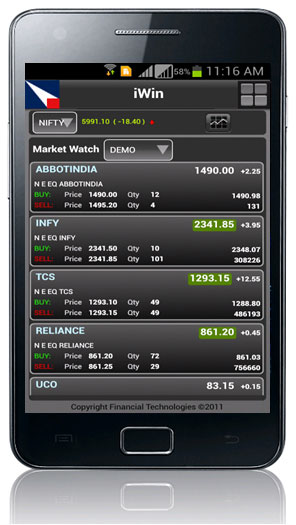 58% 11:16 AM
iWin
NIFTY 5991.10 ( -18.40 )
Market Watch DEMO
ABBOTINDIA 1490.00 +2.25
N E EQ ABBOTINDIA
BUY: Price 1490.00 Qty 12 1490.98
SELL: Price 1495.20 Qty 4 131
INFY 2341.85 +3.95
N E EQ INFY
BUY: Price 2341.50 Qty 10 2348.07
SELL: Price 2341.85 Qty 101 308226
TCS 1293.15 +12.55
N E EQ TCS
BUY: Price 1293.10 Qty 49 1288.80
SELL: Price 1293.15 Qty 49 486193
RELIANCE 861.20 +0.45
N E EQ RELIANCE
BUY: Price 861.20 Qty 72 861.03
SELL: Price 861.25 Qty 29 756660
UCO 83.15 +0.15
Copyright Financial Technologies ©2011